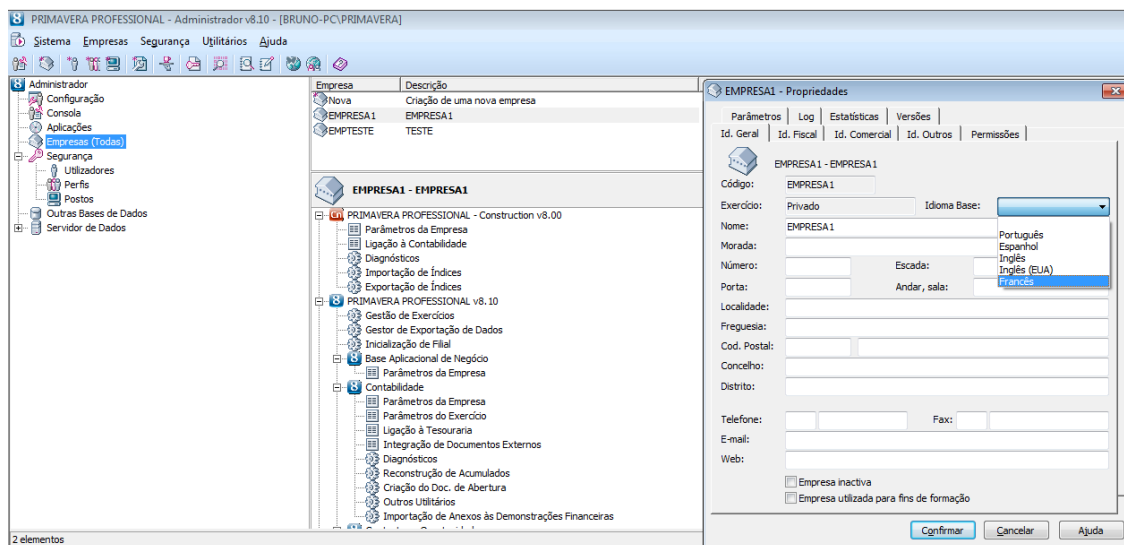 PRIMAVERA PROFESSIONAL - Administrador v8.10 - [BRUNO-PC\PRIMAVERA]
Sistema Empresas Segurança Utilitários Ajuda
Administrador
Configuração
Consola
Aplicações
Empresas (Todas)
Segurança
Utilizadores
Perfis
Postos
Outras Bases de Dados
Servidor de Dados
Empresa Descrição
Nova Criação de uma nova empresa
EMPRESA1 EMPRESA1
EMPTESTE TESTE
EMPRESA1 - EMPRESA1
PRIMAVERA PROFESSIONAL - Construction v8.00
Parâmetros da Empresa
Ligação à Contabilidade
Diagnósticos
Importação de Índices
Exportação de Índices
PRIMAVERA PROFESSIONAL v8.10
Gestão de Exercícios
Gestor de Exportação de Dados
Inicialização de Filial
Base Aplicacional de Negócio
Parâmetros da Empresa
Contabilidade
Parâmetros da Empresa
Parâmetros do Exercício
Ligação à Tesouraria
Integração de Documentos Externos
Diagnósticos
Reconstrução de Acumulados
Criação do Doc. de Abertura
Outros Utilitários
Importação de Anexos às Demonstrações Financeiras
EMPRESA1 - Propriedades
Parâmetros Log Estatísticas Versões
Id. Geral Id. Fiscal Id. Comercial Id. Outros Permissões
EMPRESA1 - EMPRESA1
Código: EMPRESA1
Exercício: Privado Idioma Base:
Nome: EMPRESA1
Português
Espanhol
Inglês
Inglês (EUA)
Francês
Morada:
Número: Escada:
Porta: Andar, sala:
Localidade:
Freguesia:
Cod. Postal:
Concelho:
Distrito:
Telefone: Fax:
E-mail:
Web:
Empresa inactiva
Empresa utilizada para fins de formação
Confirmar Cancelar Ajuda
2 elementos